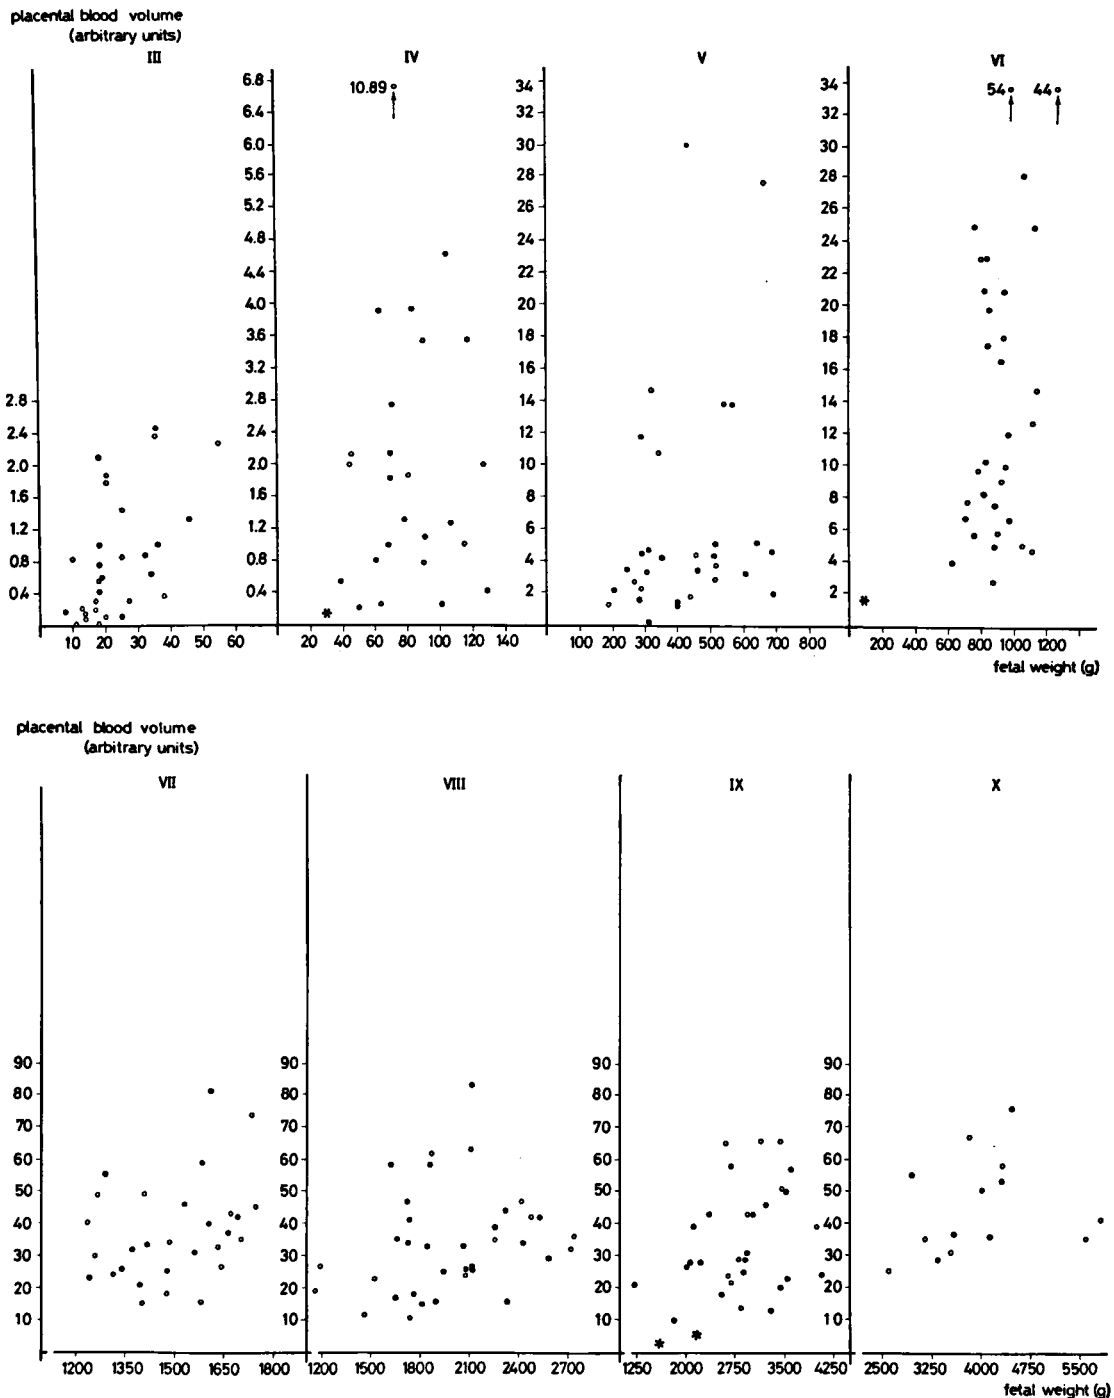 placental blood volume
(arbitrary units)
III IV V VI
6.8
6.4
6.0
5.6
5.2
4.8
4.4
4.0
3.6
3.2
2.8
2.4
2.0
1.6
1.2
0.8
0.4
10.89
34
32
30
28
26
24
22
20
18
16
14
12
10
8
6
4
2
34
32
30
28
26
24
22
20
18
16
14
12
10
8
6
4
2
54 44
2.8
2.4
2.0
1.6
1.2
0.8
0.4
10 20 30 40 50 60
20 40 60 80 100 120 140
100 200 300 400 500 600 700 800
200 400 600 800 1000 1200
fetal weight (g)
placental blood volume
(arbitrary units)
VII VIII IX X
90 90 90 90
80 80 80 80
70 70 70 70
60 60 60 60
50 50 50 50
40 40 40 40
30 30 30 30
20 20 20 20
10 10 10 10
1200 1350 1500 1650 1800
1200 1500 1800 2100 2400 2700
1250 2000 2750 3500 4250
2500 3250 4000 4750 5500
fetal weight (g)